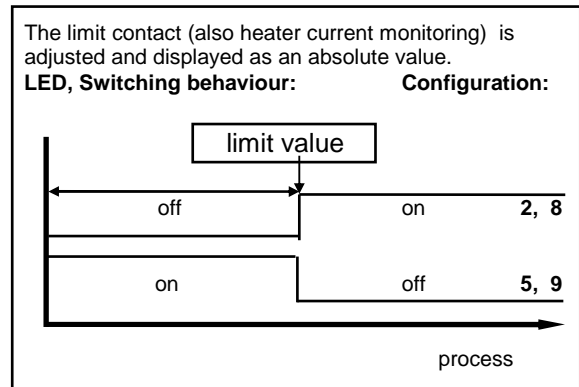 The limit contact (also heater current monitoring) is
adjusted and displayed as an absolute value.
LED, Switching behaviour: Configuration:
limit value
off on 2, 8
on off 5, 9
process